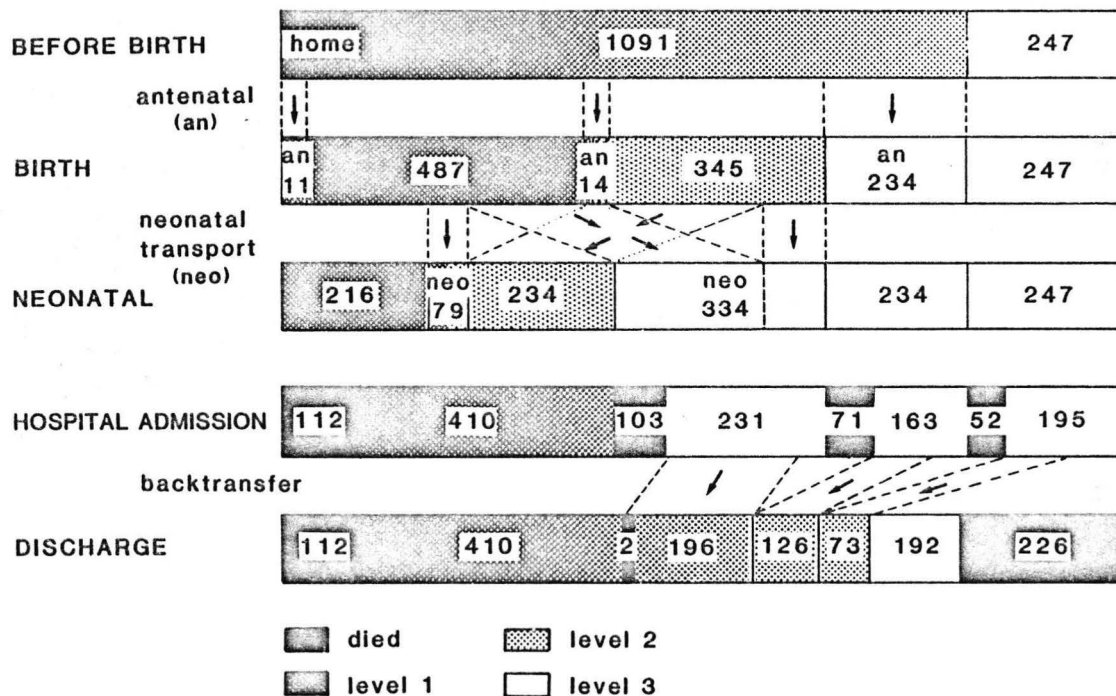 BEFORE BIRTH home 1091 247
antenatal
(an)
BIRTH an 11 487 an 14 345 an 234 247
neonatal
transport
(neo)
NEONATAL 216 neo 79 234 neo 334 234 247
HOSPITAL ADMISSION 112 410 103 231 71 163 52 195
backtransfer
DISCHARGE 112 410 2 196 126 73 192 226
died level 2
level 1 level 3